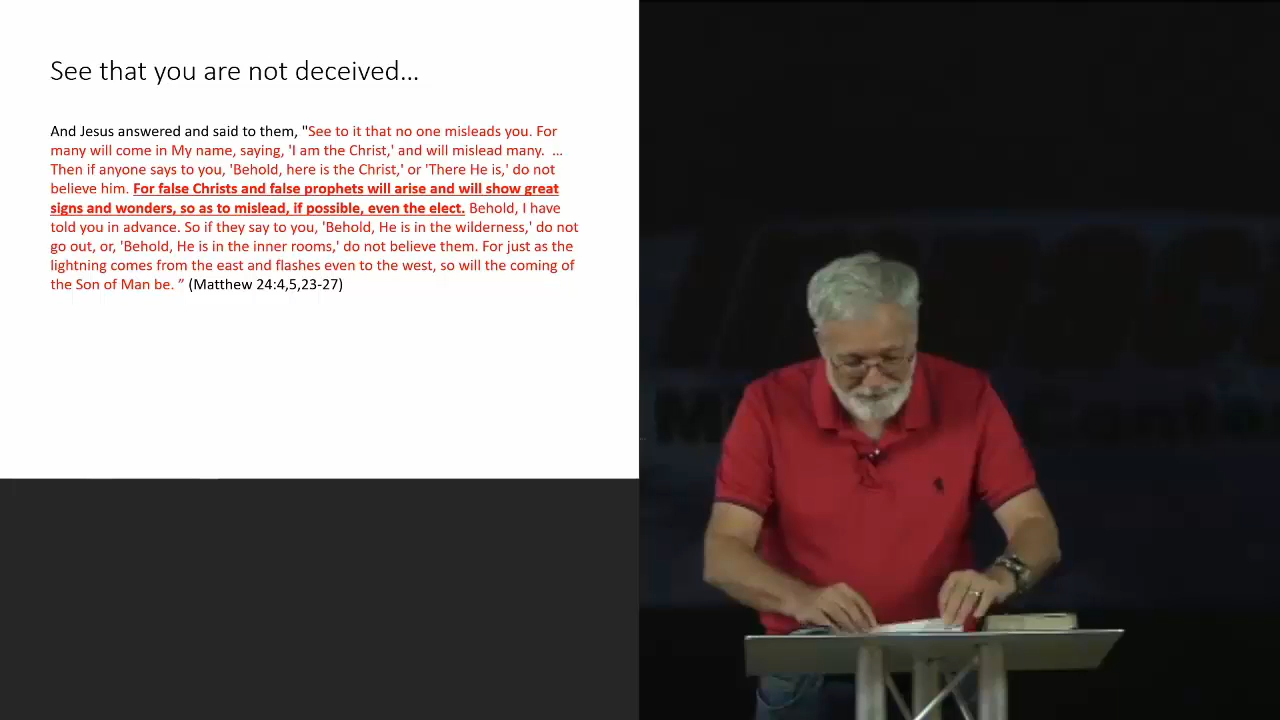 See that you are not deceived…
And Jesus answered and said to them, "See to it that no one misleads you. For
many will come in My name, saying, 'I am the Christ,' and will mislead many.  …
Then if anyone says to you, 'Behold, here is the Christ,' or 'There He is,' do not
believe him. For false Christs and false prophets will arise and will show great
signs and wonders, so as to mislead, if possible, even the elect. Behold, I have
told you in advance. So if they say to you, 'Behold, He is in the wilderness,' do not
go out, or, 'Behold, He is in the inner rooms,' do not believe them. For just as the
lightning comes from the east and flashes even to the west, so will the coming of
the Son of Man be. ” (Matthew 24:4,5,23-27)